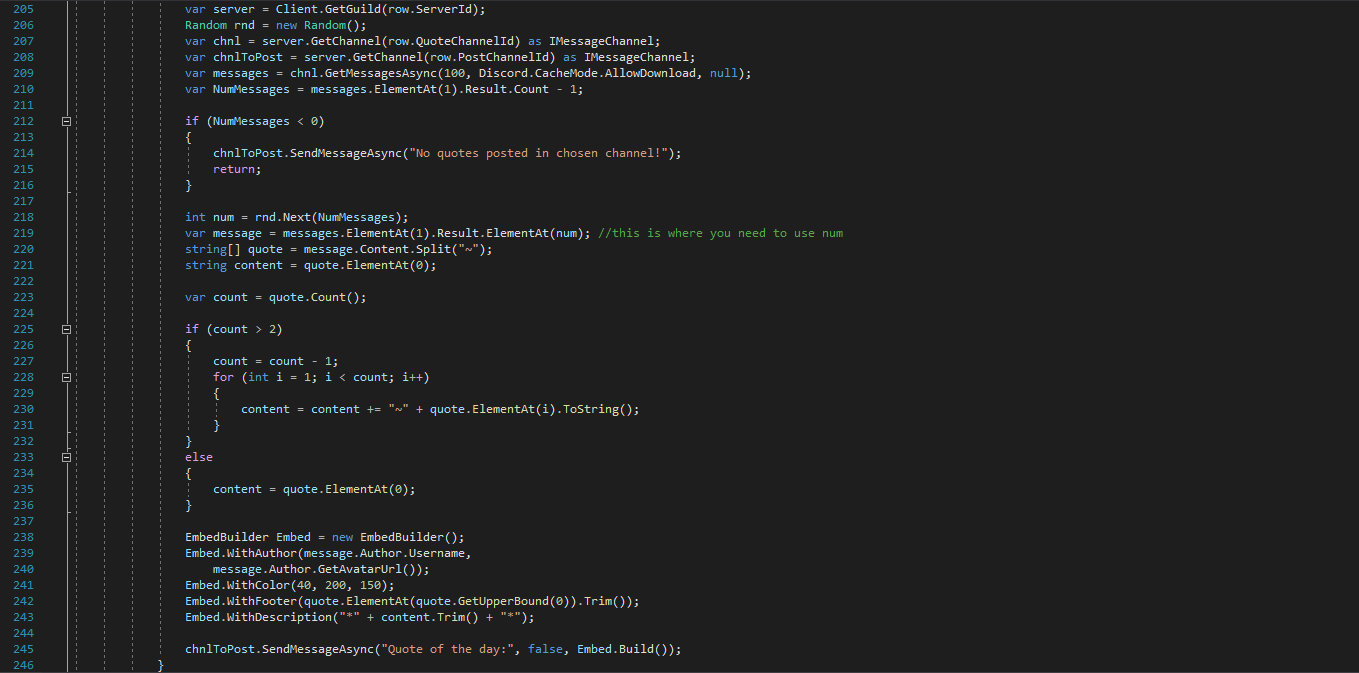 205 var server = Client.GetGuild(row.ServerId);
206 Random rnd = new Random();
207 var chnl = server.GetChannel(row.QuoteChannelId) as IMessageChannel;
208 var chnlToPost = server.GetChannel(row.PostChannelId) as IMessageChannel;
209 var messages = chnl.GetMessagesAsync(100, Discord.CacheMode.AllowDownload, null);
210 var NumMessages = messages.ElementAt(1).Result.Count - 1;
211
212 if (NumMessages < 0)
213 {
214 chnlToPost.SendMessageAsync("No quotes posted in chosen channel!");
215 return;
216 }
217
218 int num = rnd.Next(NumMessages);
219 var message = messages.ElementAt(1).Result.ElementAt(num); //this is where you need to use num
220 string[] quote = message.Content.Split("~");
221 string content = quote.ElementAt(0);
222
223 var count = quote.Count();
224
225 if (count > 2)
226 {
227 count = count - 1;
228 for (int i = 1; i < count; i++)
229 {
230 content = content += "~" + quote.ElementAt(i).ToString();
231 }
232 }
233 else
234 {
235 content = quote.ElementAt(0);
236 }
237
238 EmbedBuilder Embed = new EmbedBuilder();
239 Embed.WithAuthor(message.Author.Username,
240 message.Author.GetAvatarUrl());
241 Embed.WithColor(40, 200, 150);
242 Embed.WithFooter(quote.ElementAt(quote.GetUpperBound(0)).Trim());
243 Embed.WithDescription("*" + content.Trim() + "*");
244
245 chnlToPost.SendMessageAsync("Quote of the day:", false, Embed.Build());
246 }